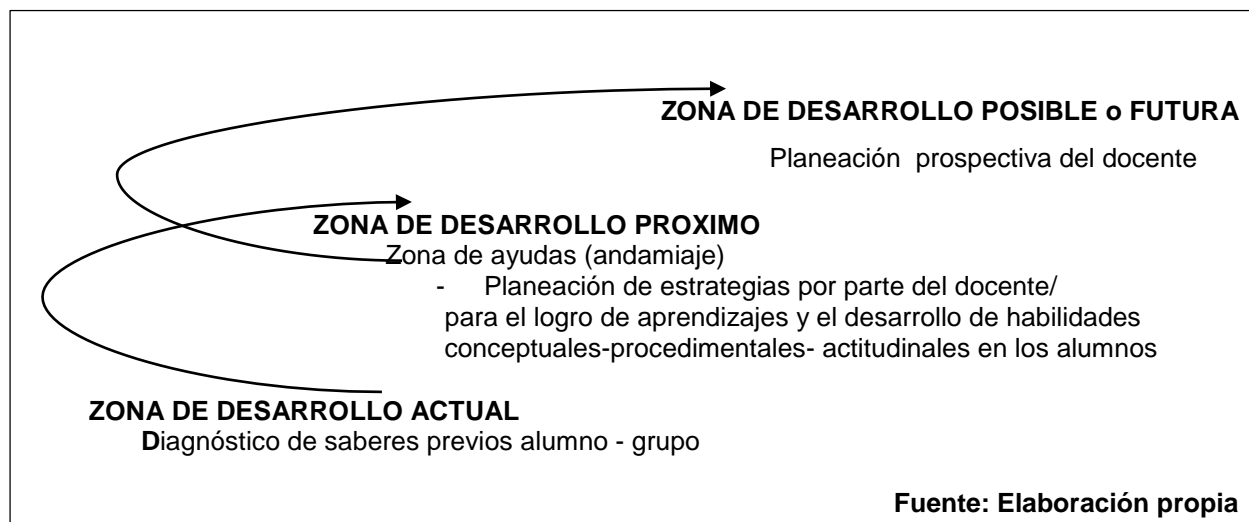 ZONA DE DESARROLLO POSIBLE o FUTURA
Planeación prospectiva del docente
ZONA DE DESARROLLO PROXIMO
Zona de ayudas (andamiaje)
- Planeación de estrategias por parte del docente/
para el logro de aprendizajes y el desarrollo de habilidades
conceptuales-procedimentales- actitudinales en los alumnos
ZONA DE DESARROLLO ACTUAL
Diagnóstico de saberes previos alumno - grupo
Fuente: Elaboración propia